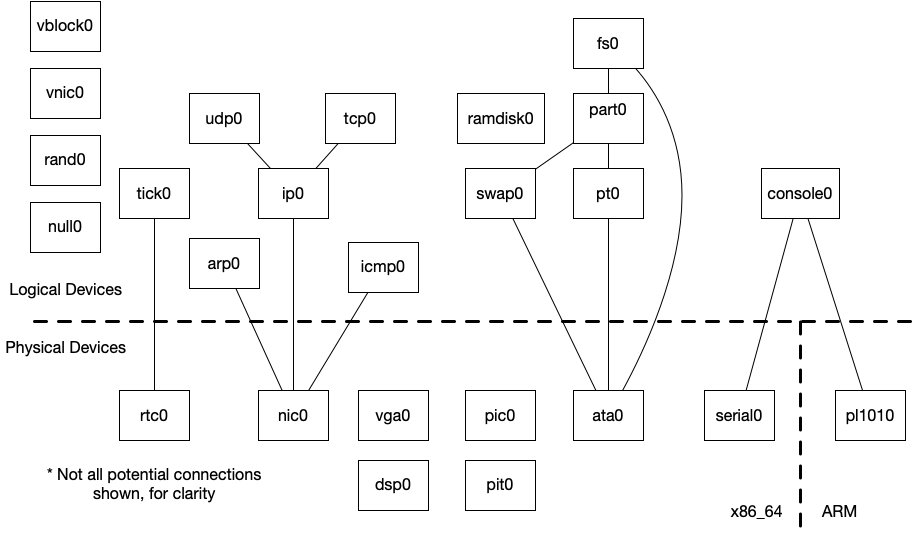 vblock0
fs0
vnic0
udp0
tcp0
ramdisk0
part0
rand0
tick0
ip0
swap0
pt0
console0
null0
arp0
icmp0
Logical Devices
Physical Devices
rtc0
nic0
vga0
pic0
ata0
serial0
pl1010
* Not all potential connections
shown, for clarity
dsp0
pit0
x86_64
ARM